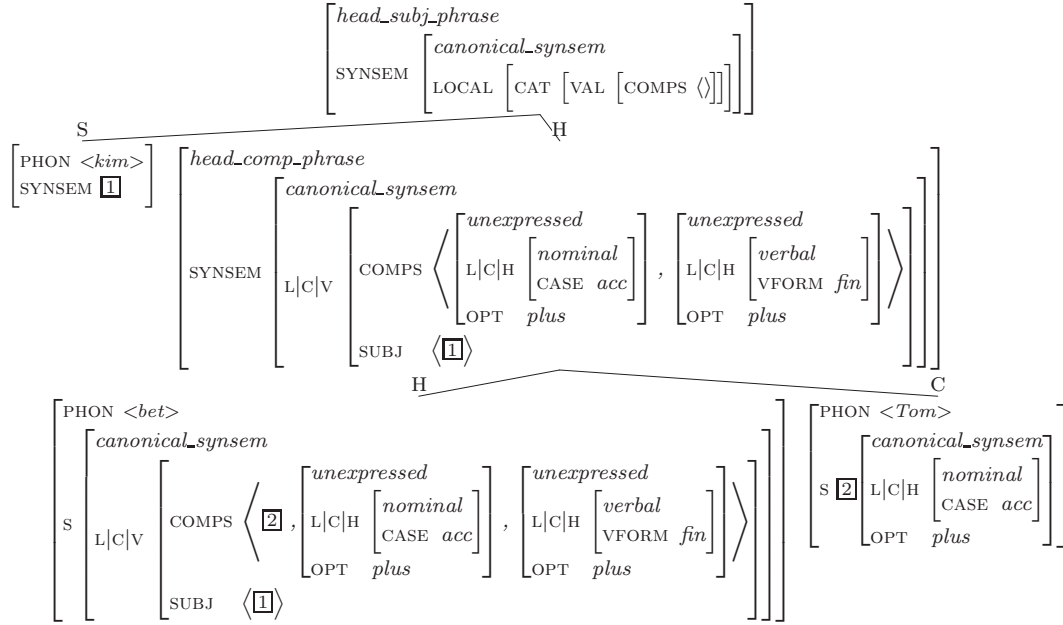 head_subj_phrase
canonical_synsem
SYNSEM
LOCAL [CAT [VAL [COMPS ⟨⟩]]]
S H
PHON <kim>
SYNSEM 1
head_comp_phrase
canonical_synsem
unexpressed unexpressed
COMPS L|C|H nominal , L|C|H verbal
CASE acc VFORM fin
SYNSEM L|C|V
OPT plus OPT plus
SUBJ ⟨1⟩
H C
PHON <bet>
canonical_synsem
unexpressed unexpressed
COMPS ⟨ 2 , L|C|H nominal , L|C|H verbal
CASE acc VFORM fin
S L|C|V
OPT plus OPT plus
SUBJ ⟨1⟩
PHON <Tom>
canonical_synsem
S 2 L|C|H nominal
CASE acc
OPT plus